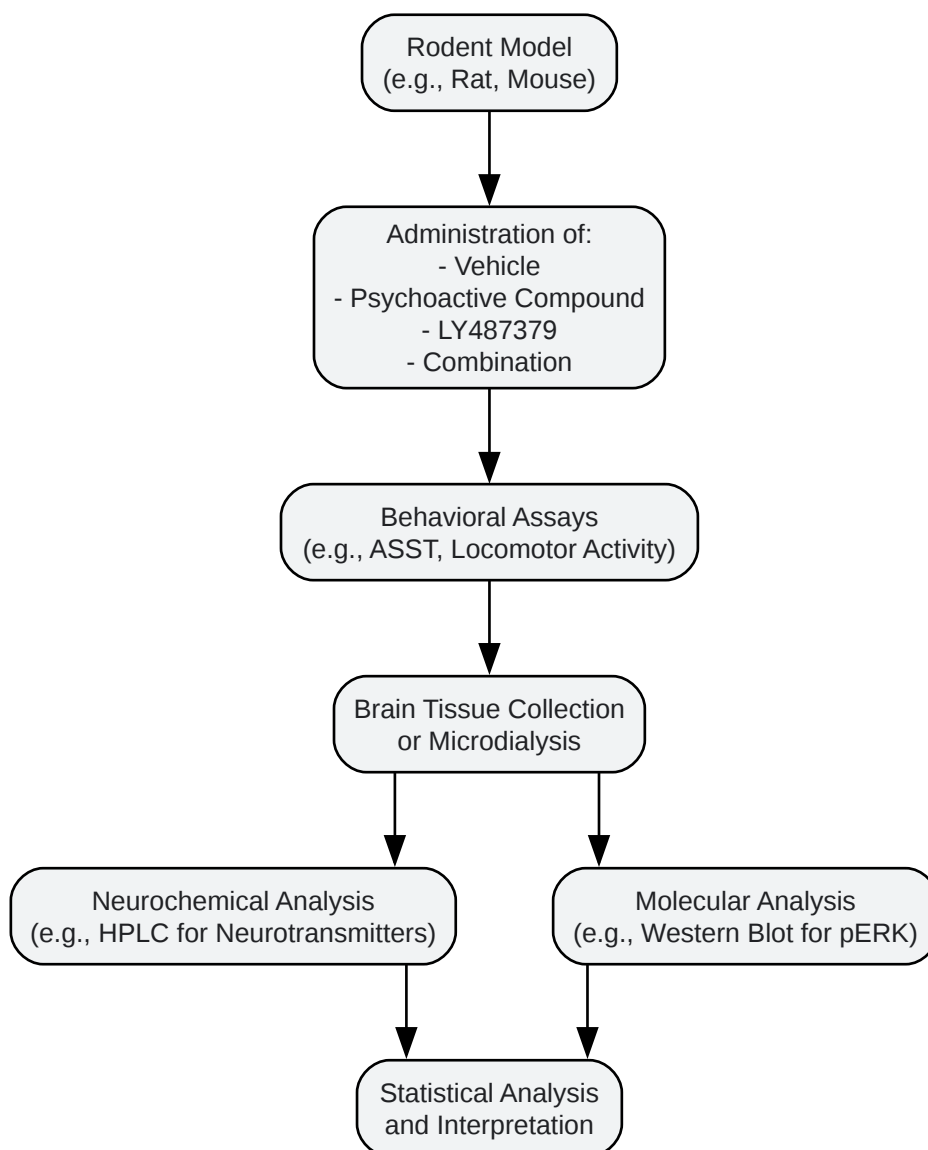 Rodent Model
(e.g., Rat, Mouse)
Administration of:
- Vehicle
- Psychoactive Compound
- LY487379
- Combination
Behavioral Assays
(e.g., ASST, Locomotor Activity)
Brain Tissue Collection
or Microdialysis
Neurochemical Analysis
(e.g., HPLC for Neurotransmitters)
Molecular Analysis
(e.g., Western Blot for pERK)
Statistical Analysis
and Interpretation